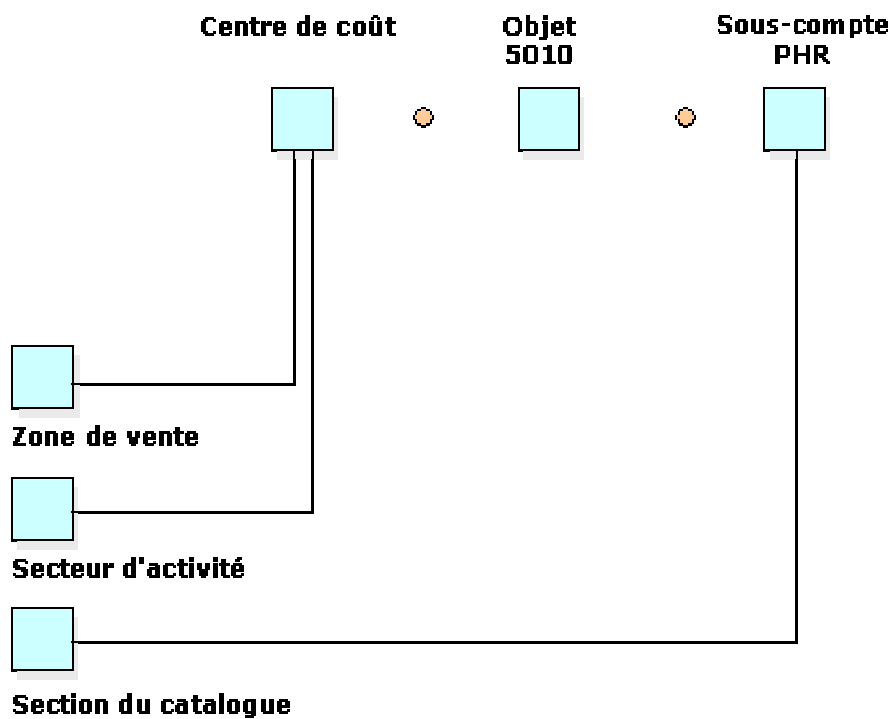 Centre de coût
Objet
5010
Sous-compte
PHR
Zone de vente
Secteur d'activité
Section du catalogue